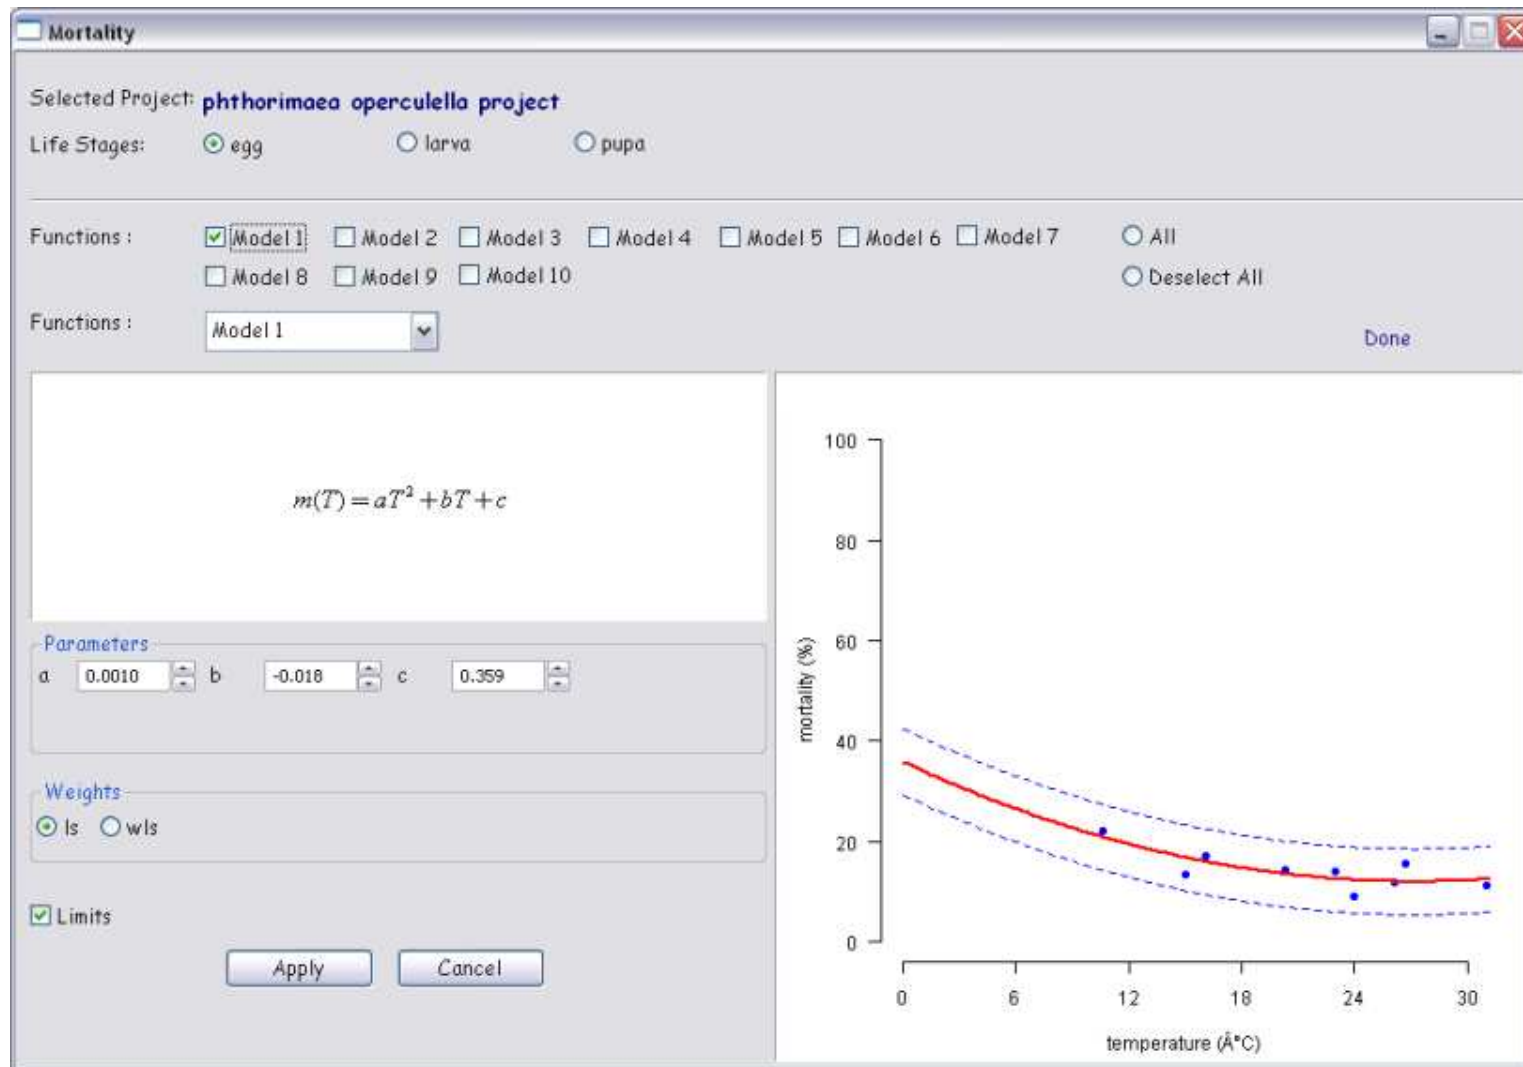 Mortality
Selected Project: phthorimaea operculella project
Life Stages: egg larva pupa
Functions : Model 1 Model 2 Model 3 Model 4 Model 5 Model 6 Model 7 All
Model 8 Model 9 Model 10 Deselect All
Functions : Model 1
Done
m(T) = aT² + bT + c
Parameters
a 0.0010 b -0.018 c 0.359
Weights
ls wls
Limits
Apply Cancel
mortality (%)
100
80
60
40
20
0
0 6 12 18 24 30
temperature (Â°C)